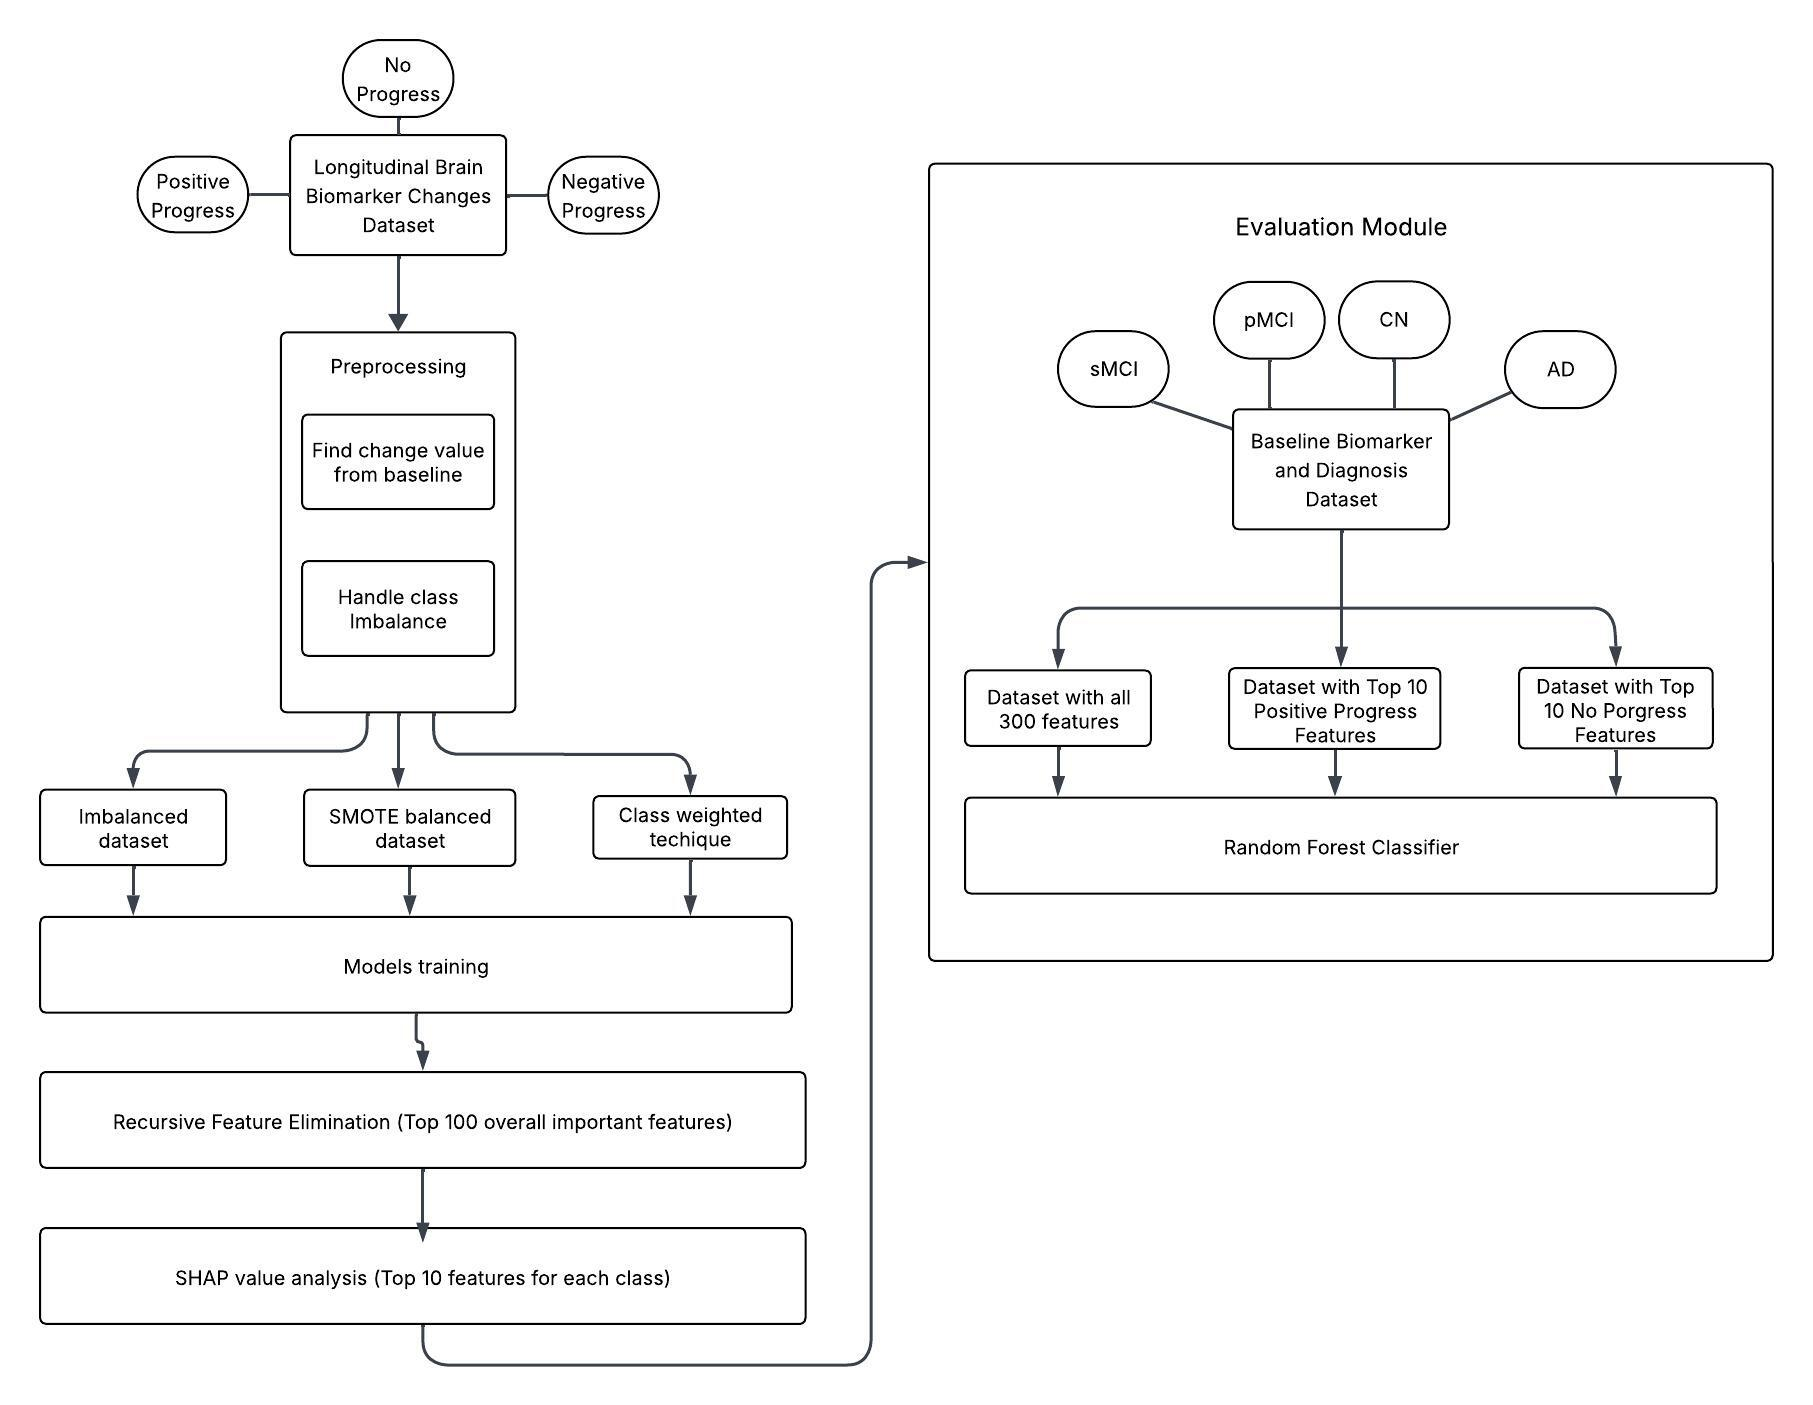 No
Progress
Positive
Progress
Longitudinal Brain
Biomarker Changes
Dataset
Negative
Progress
Preprocessing
Find change value
from baseline
Handle class
Imbalance
Imbalanced
dataset
SMOTE balanced
dataset
Class weighted
techique
Models training
Recursive Feature Elimination (Top 100 overall important features)
SHAP value analysis (Top 10 features for each class)
Evaluation Module
sMCI
pMCI
CN
AD
Baseline Biomarker
and Diagnosis
Dataset
Dataset with all
300 features
Dataset with Top 10
Positive Progress
Features
Dataset with Top
10 No Porgress
Features
Random Forest Classifier